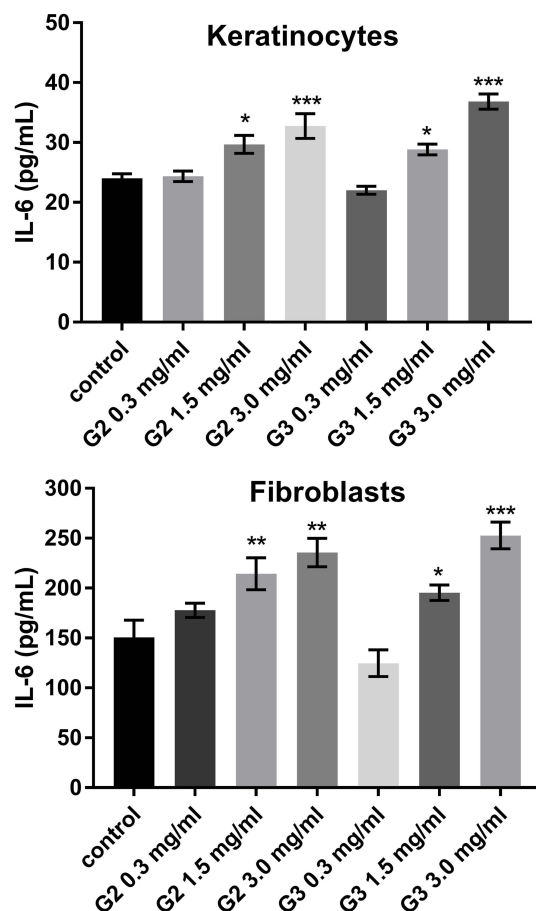 Keratinocytes
IL-6 (pg/mL)
50
40
30
20
10
0
*
***
*
***
control
G2 0.3 mg/ml
G2 1.5 mg/ml
G2 3.0 mg/ml
G3 0.3 mg/ml
G3 1.5 mg/ml
G3 3.0 mg/ml
Fibroblasts
IL-6 (pg/mL)
300
250
200
150
100
50
0
**
**
*
***
control
G2 0.3 mg/ml
G2 1.5 mg/ml
G2 3.0 mg/ml
G3 0.3 mg/ml
G3 1.5 mg/ml
G3 3.0 mg/ml